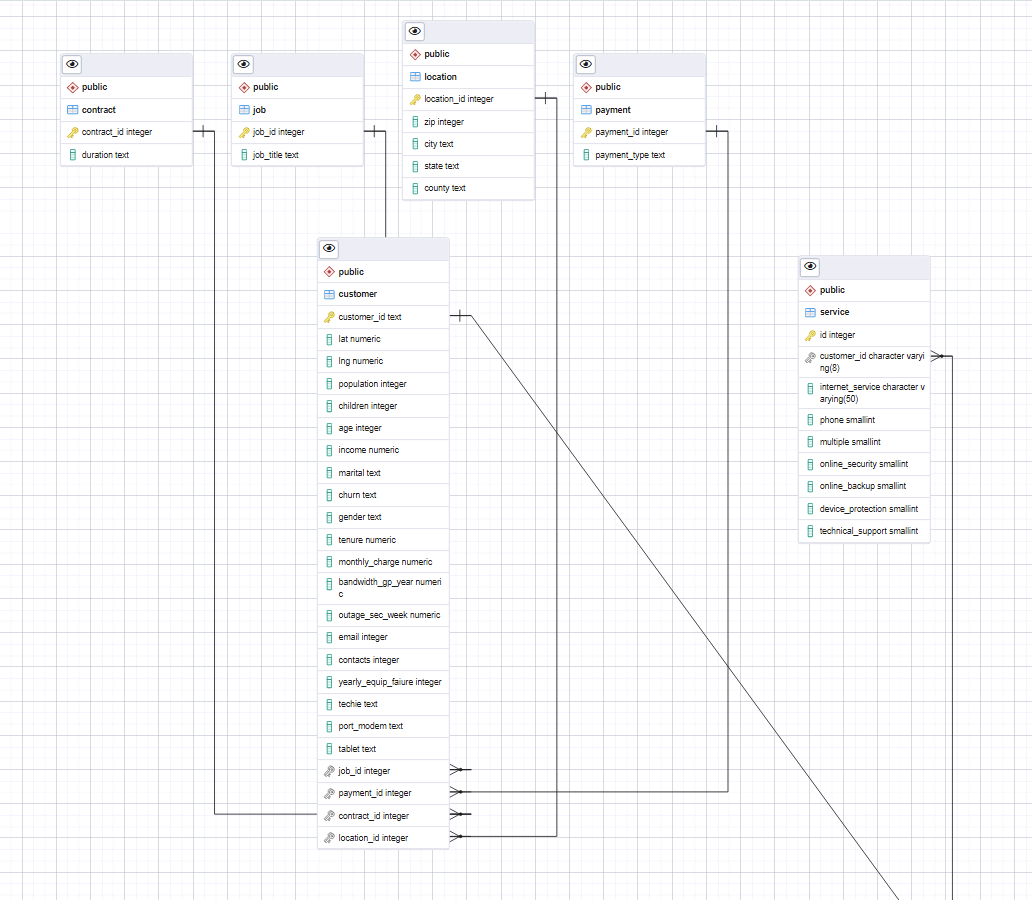 public
contract
contract_id integer
duration text
public
job
job_id integer
job_title text
public
location
location_id integer
zip integer
city text
state text
county text
public
payment
payment_id integer
payment_type text
public
customer
customer_id text
lat numeric
lng numeric
population integer
children integer
age integer
income numeric
marital text
churn text
gender text
tenure numeric
monthly_charge numeric
bandwidth_gp_year numeri
c
outage_sec_week numeric
email integer
contacts integer
yearly_equip_faiure integer
techie text
port_modem text
tablet text
job_id integer
payment_id integer
contract_id integer
location_id integer
public
service
id integer
customer_id character varyi
ng(8)
internet_service character v
arying(50)
phone smallint
multiple smallint
online_security smallint
online_backup smallint
device_protection smallint
technical_support smallint